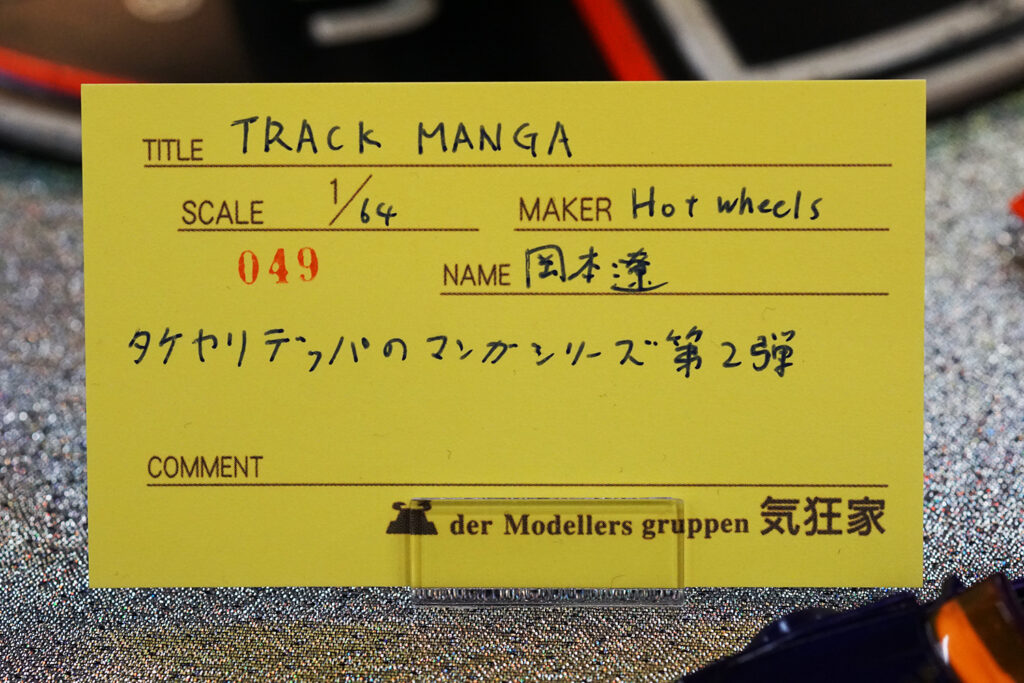 TITLE TRACK MANGA
SCALE 1/64 MAKER Hot wheels
049 NAME 岡本遼
タケヤリデッパのマンガシリーズ第2弾
COMMENT
der Modellers gruppen 気狂家